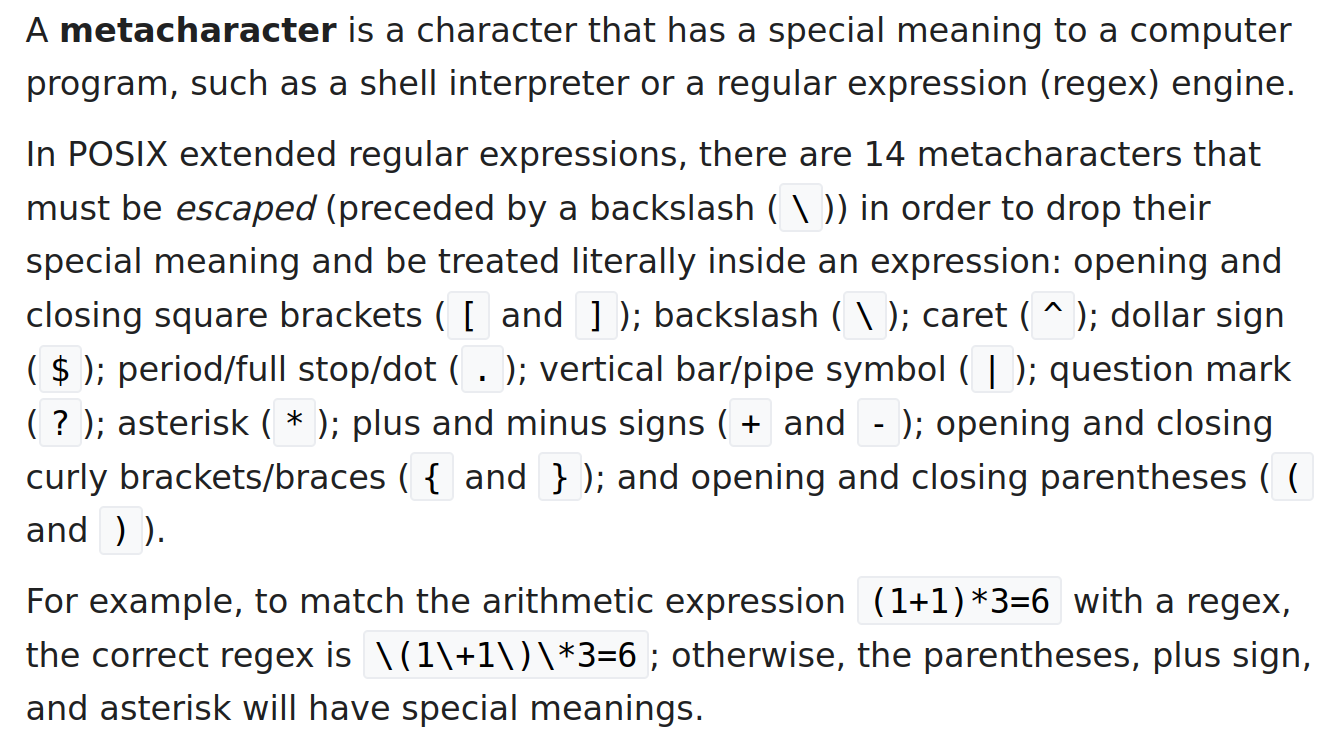 A metacharacter is a character that has a special meaning to a computer
program, such as a shell interpreter or a regular expression (regex) engine.
In POSIX extended regular expressions, there are 14 metacharacters that
must be escaped (preceded by a backslash (\)) in order to drop their
special meaning and be treated literally inside an expression: opening and
closing square brackets ([ and ]); backslash (\); caret (^); dollar sign
($); period/full stop/dot (.); vertical bar/pipe symbol (|); question mark
(?); asterisk (*); plus and minus signs (+ and -); opening and closing
curly brackets/braces ({ and }); and opening and closing parentheses ((
and )).
For example, to match the arithmetic expression (1+1)*3=6 with a regex,
the correct regex is \(1\+1\)\*3=6; otherwise, the parentheses, plus sign,
and asterisk will have special meanings.